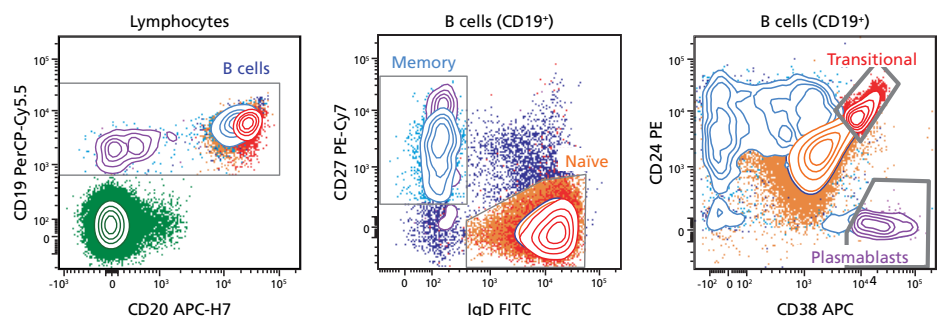 Lymphocytes
B cells (CD19⁺)
B cells (CD19⁺)
CD19 PerCP-Cy5.5
10⁵
10⁴
10³
10²
0
B cells
-10³
0
10³
10⁴
10⁵
CD20 APC-H7
CD27 PE-Cy7
10⁵
10⁴
10³
0
Memory
Naïve
0
10²
10³
10⁴
10⁵
IgD FITC
CD24 PE
10⁵
10⁴
10³
0
Transitional
Plasmablasts
-10²
0
10²
10³
10⁴4
10⁵
CD38 APC